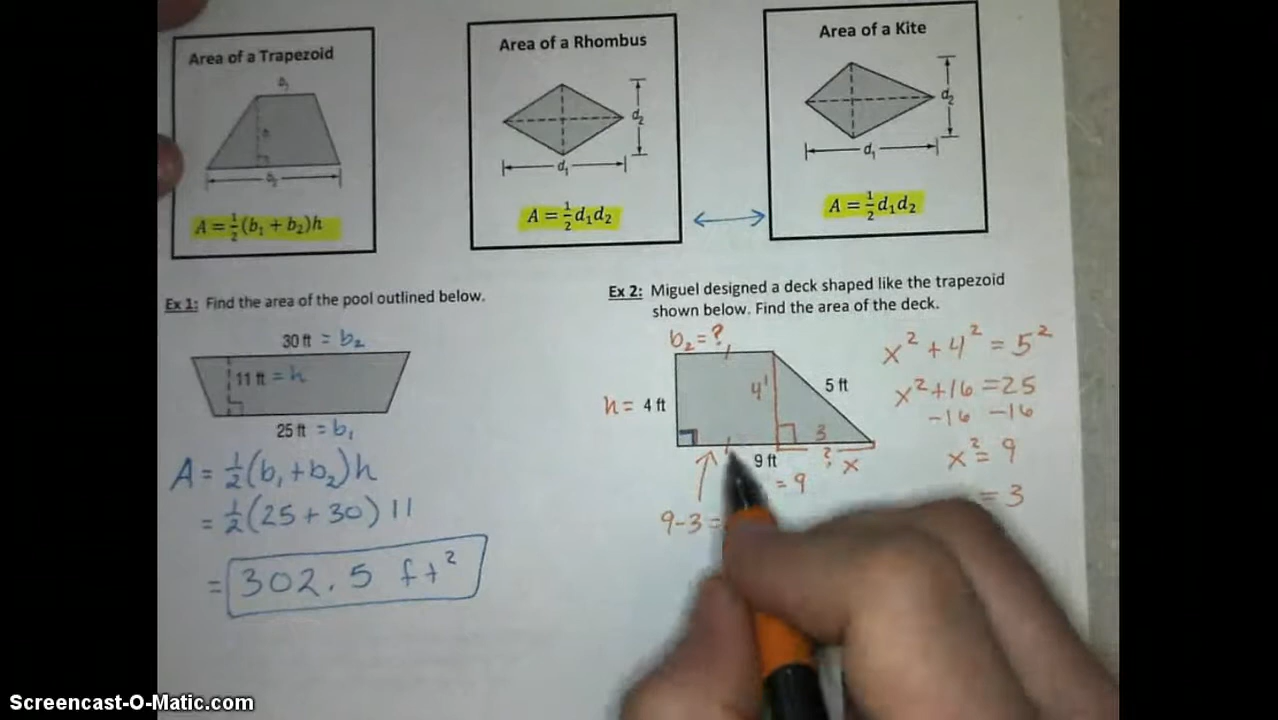 Area of a Trapezoid
b₁
h
b₂
A = ½(b₁ + b₂)h
Area of a Rhombus
d₂
d₁
A = ½d₁d₂
Area of a Kite
d₂
d₁
A = ½d₁d₂
Ex 1: Find the area of the pool outlined below.
30 ft = b₂
11 ft = h
25 ft = b₁
A = ½(b₁+b₂)h
= ½(25+30)11
= 302.5 ft²
Ex 2: Miguel designed a deck shaped like the trapezoid
shown below. Find the area of the deck.
b₂ = ?
h = 4 ft
4'
5 ft
3
9 ft
? x
= 9
9-3=
x² + 4² = 5²
x² + 16 = 25
-16 -16
x² = 9
= 3
Screencast-O-Matic.com